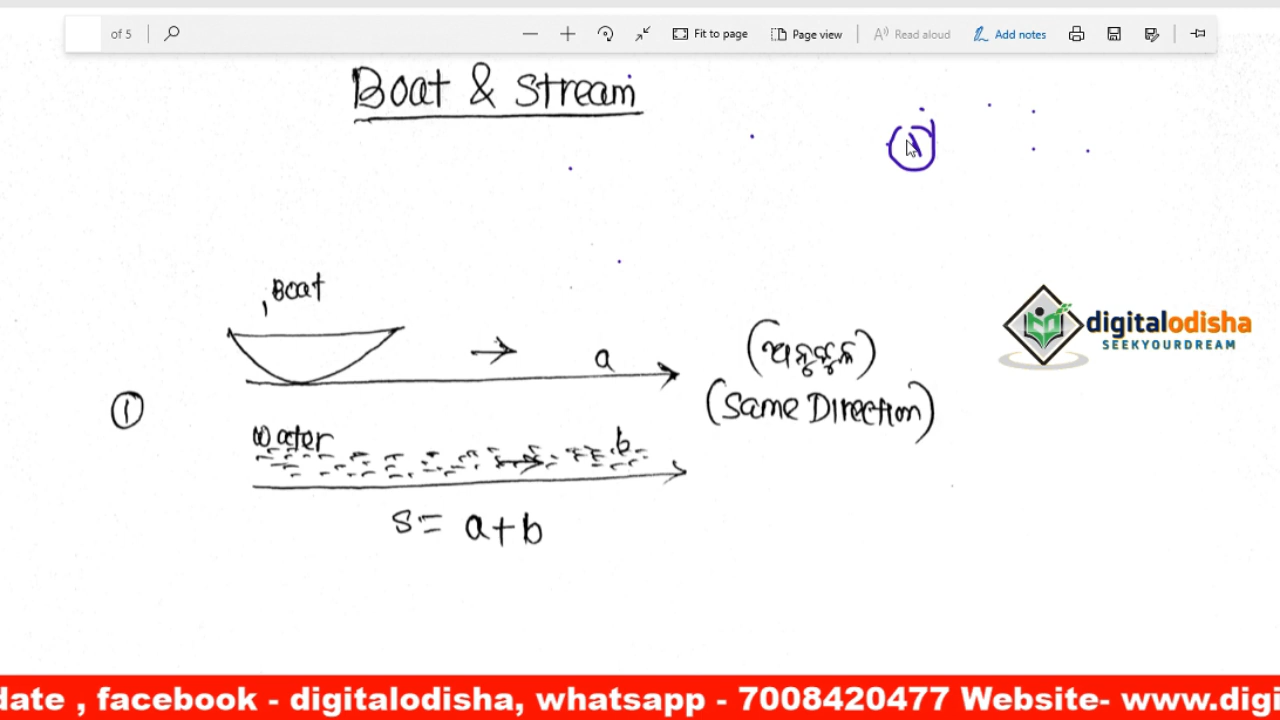 of 5
Fit to page
Page view
Read aloud
Add notes
Boat & Stream
Boat
a
(ଅନୁକୂଳ)
(Same Direction)
①
Water
b
S = a+b
digitalodisha
SEEKYOURDREAM
date , facebook - digitalodisha, whatsapp - 7008420477 Website- www.digi